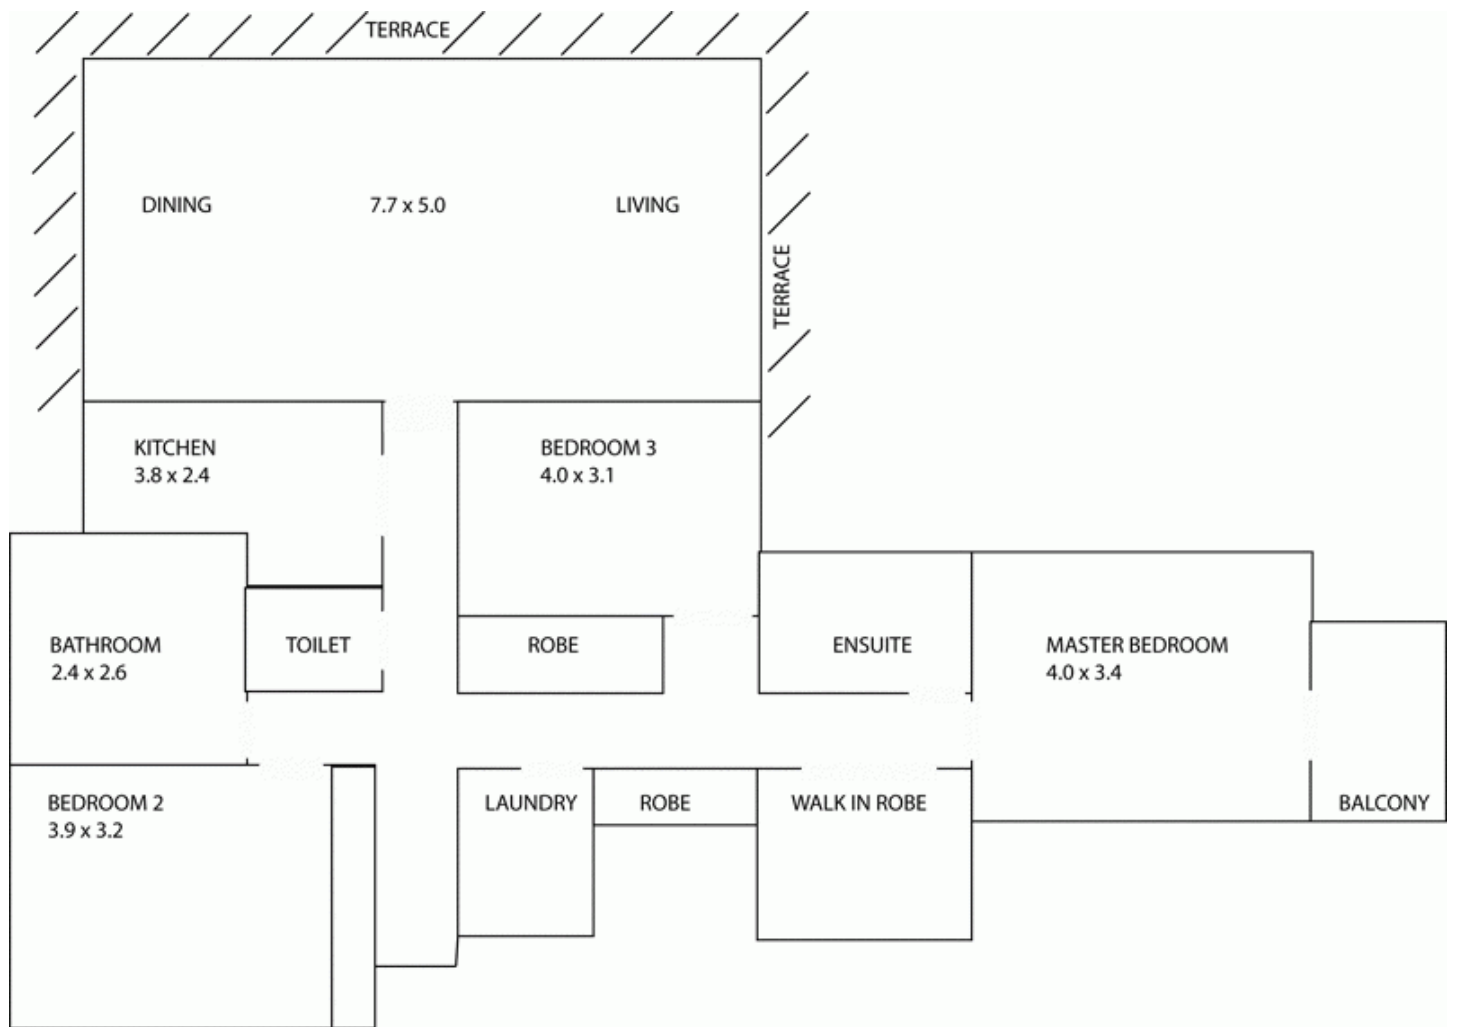 TERRACE
DINING
7.7 x 5.0
LIVING
TERRACE
KITCHEN
3.8 x 2.4
BEDROOM 3
4.0 x 3.1
BATHROOM
2.4 x 2.6
TOILET
ROBE
ENSUITE
MASTER BEDROOM
4.0 x 3.4
BEDROOM 2
3.9 x 3.2
LAUNDRY
ROBE
WALK IN ROBE
BALCONY